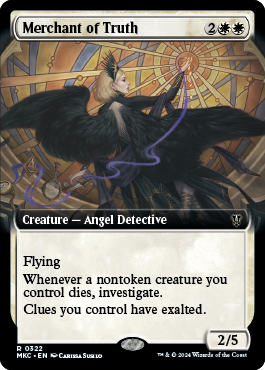 Merchant of Truth 2
Creature — Angel Detective
Flying
Whenever a nontoken creature you
control dies, investigate.
Clues you control have exalted.
2/5
R 0322
MKC • EN Carissa Susilo
™ & © 2024 Wizards of the Coast